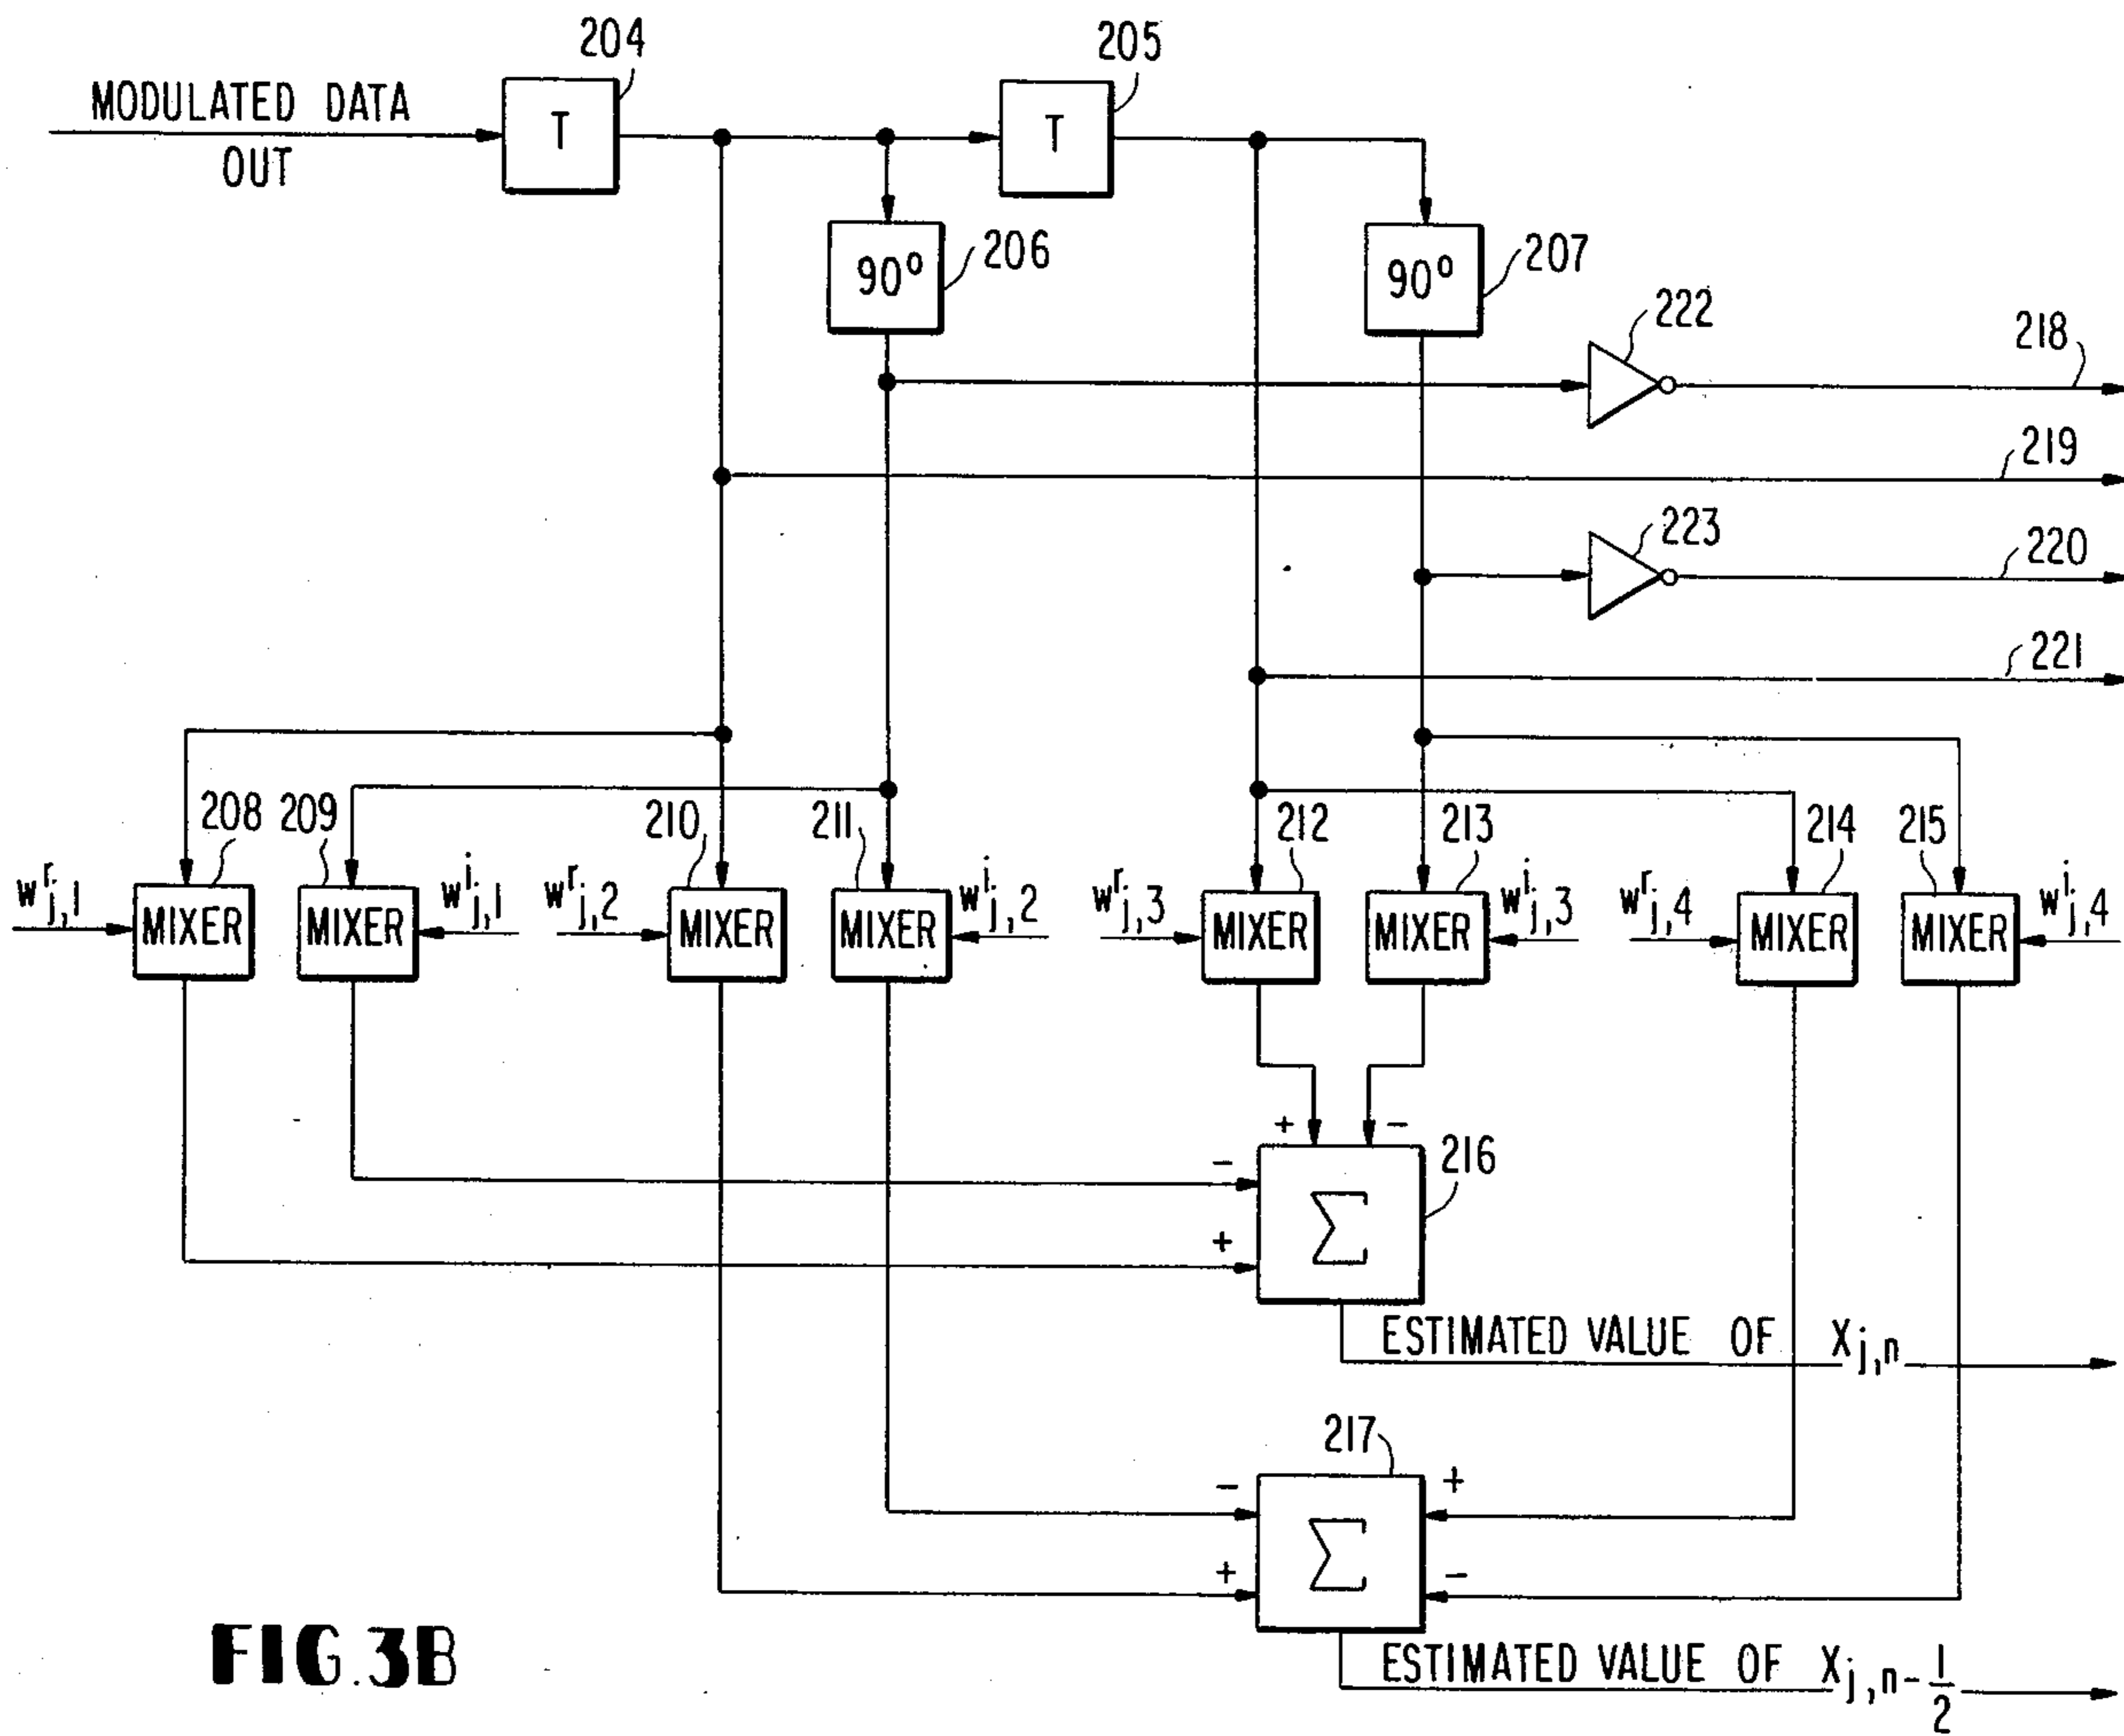 204
205
MODULATED DATA
OUT
T
T
90°
206
90°
207
222
218
219
223
220
221
208
209
210
211
212
213
214
215
w^r_j,1
MIXER
MIXER
w^i_j,1
w^r_j,2
MIXER
MIXER
w^i_j,2
w^r_j,3
MIXER
MIXER
w^i_j,3
w^r_j,4
MIXER
MIXER
w^i_j,4
+
-
-
216
+
Σ
ESTIMATED VALUE OF X_j,n
217
-
+
Σ
+
-
ESTIMATED VALUE OF X_j,n-1/2
FIG.3B